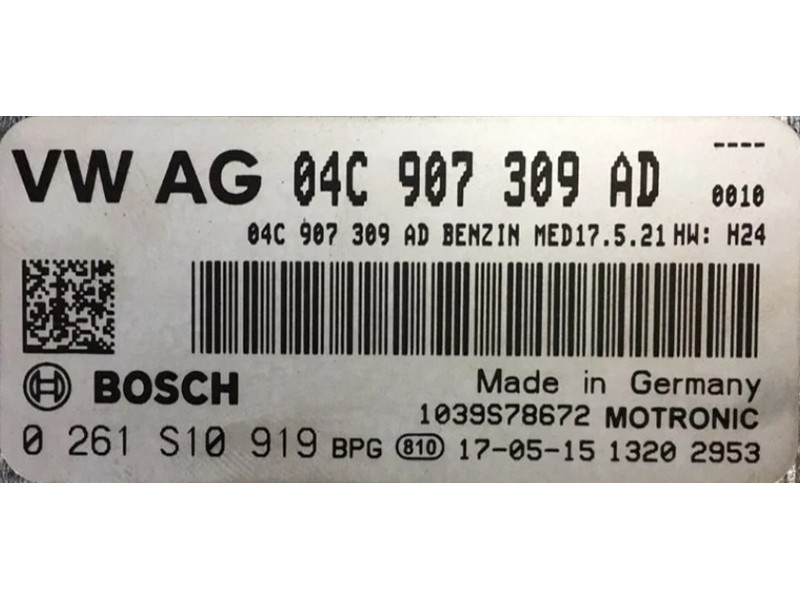 VW AG 04C 907 309 AD ----
0010
04C 907 309 AD BENZIN MED17.5.21 HW: H24
BOSCH Made in Germany
1039S78672 MOTRONIC
0 261 S10 919 BPG 810 17-05-15 1320 2953